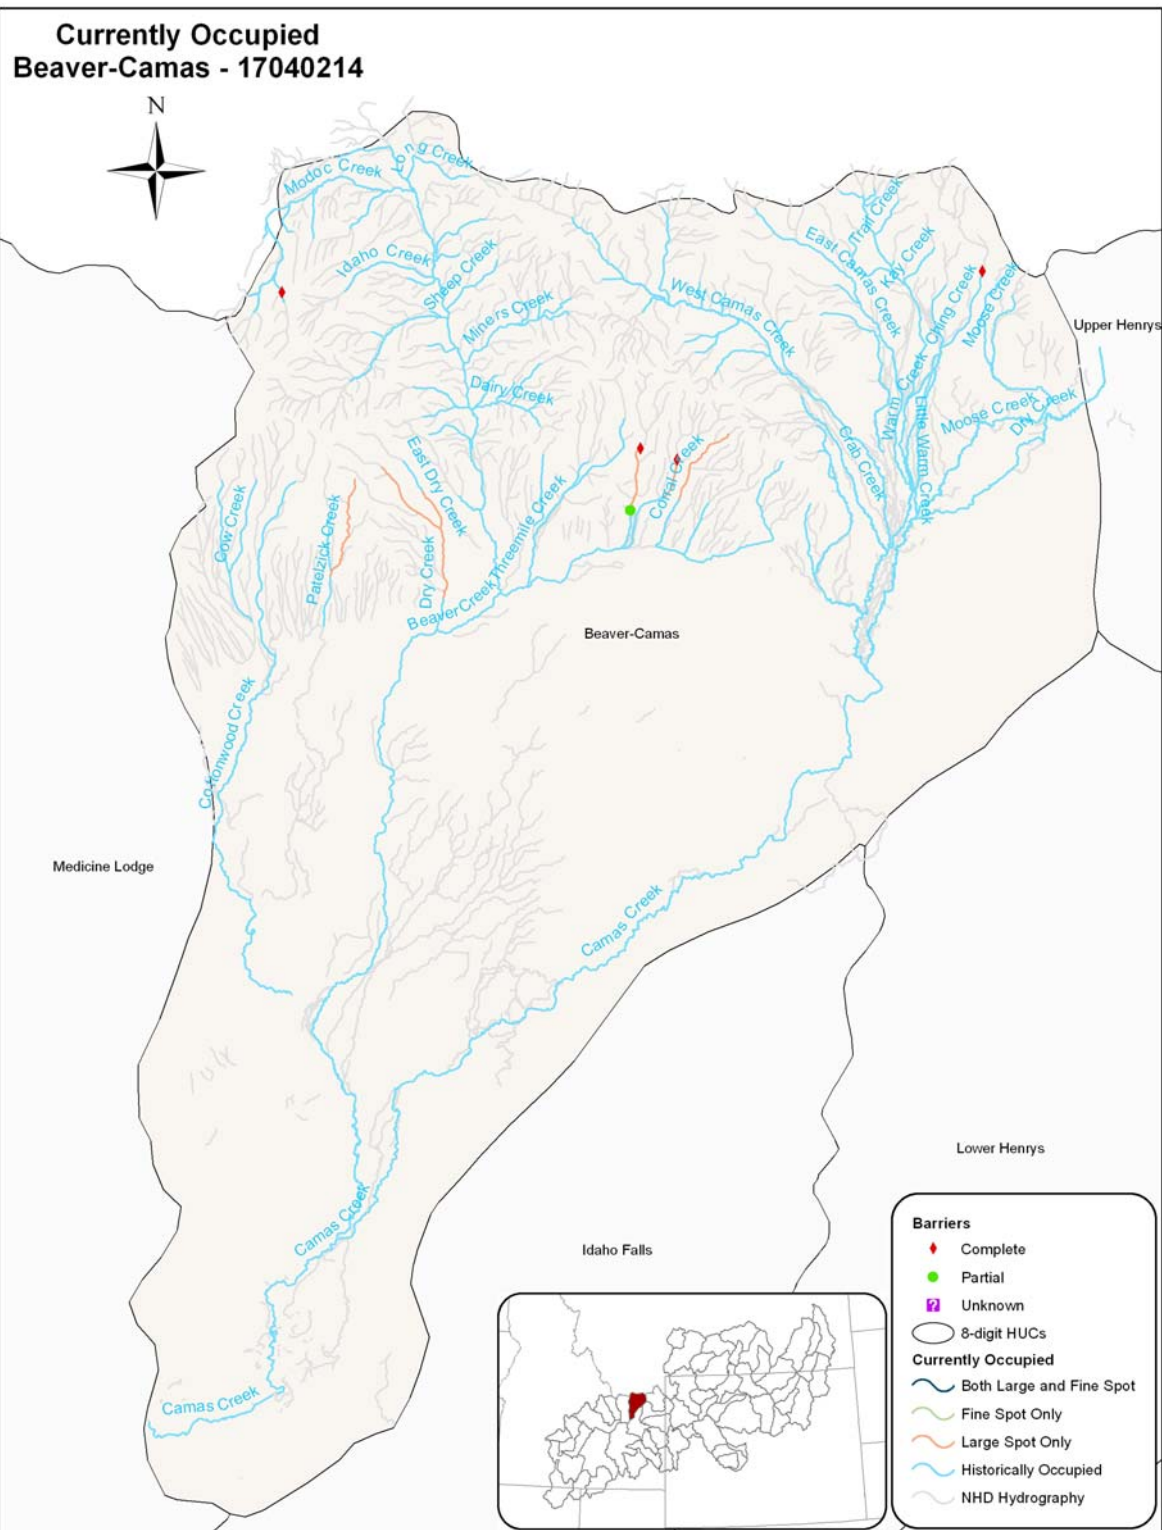 Currently Occupied
Beaver-Camas - 17040214
N
Long Creek
Modoc Creek
Trail Creek
East Camas Creek
Kay Creek
Idaho Creek
Sheep Creek
Ching Creek
Moose Creek
West Camas Creek
Miners Creek
Upper Henrys
Dairy Creek
Warm Creek
Little Warm Creek
Moose Creek
Dry Creek
Crab Creek
Corral Creek
East Dry Creek
Cow Creek
Patelzick Creek
Threemile Creek
Dry Creek
Beaver Creek
Beaver-Camas
Cottonwood Creek
Medicine Lodge
Camas Creek
Lower Henrys
Camas Creek
Idaho Falls
Camas Creek
Barriers
Complete
Partial
? Unknown
8-digit HUCs
Currently Occupied
Both Large and Fine Spot
Fine Spot Only
Large Spot Only
Historically Occupied
NHD Hydrography